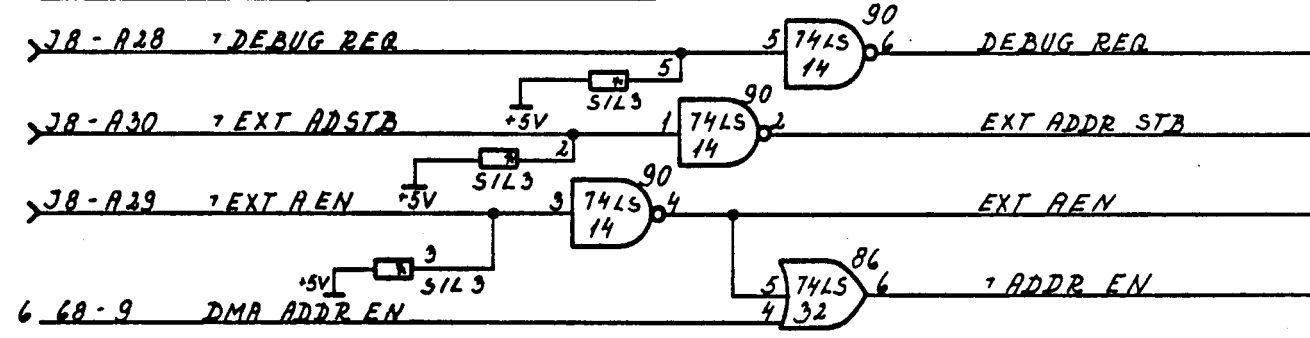 90
J8-A28 ¬DEBUG REQ 5 74LS 6 DEBUG REQ
14
5
SIL3
+5V
90
J8-A30 ¬EXT ADSTB 1 74LS 2 EXT ADDR STB
14
2
SIL3
+5V
90
J8-A29 ¬EXT AEN 3 74LS 4 EXT AEN
14
3
SIL3
+5V
86
5 74LS 6 ¬ADDR EN
6 68-9 DMA ADDR EN 4 32